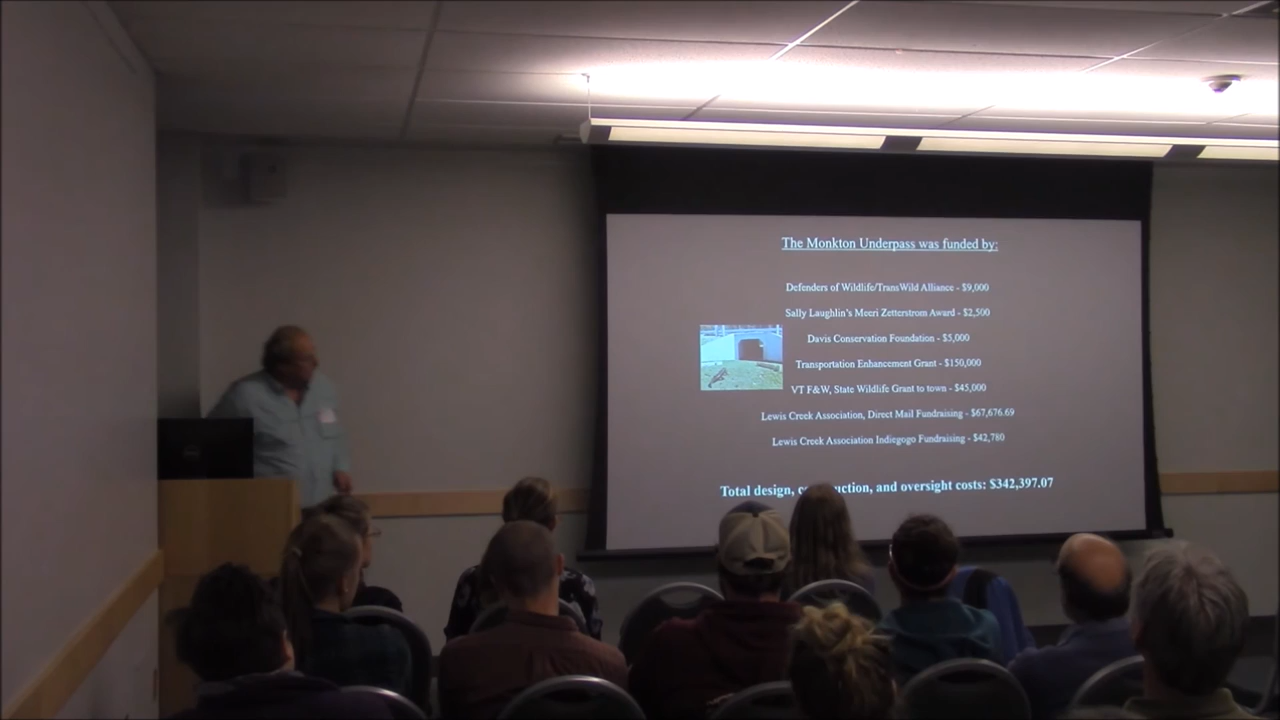 The Monkton Underpass was funded by:
Defenders of Wildlife/TransWild Alliance - $9,000
Sally Laughlin's Meeri Zetterstrom Award - $2,500
Davis Conservation Foundation - $5,000
Transportation Enhancement Grant - $150,000
VT F&W, State Wildlife Grant to town - $45,000
Lewis Creek Association, Direct Mail Fundraising - $67,676.69
Lewis Creek Association Indiegogo Fundraising - $42,780
Total design, and oversight costs: $342,397.07